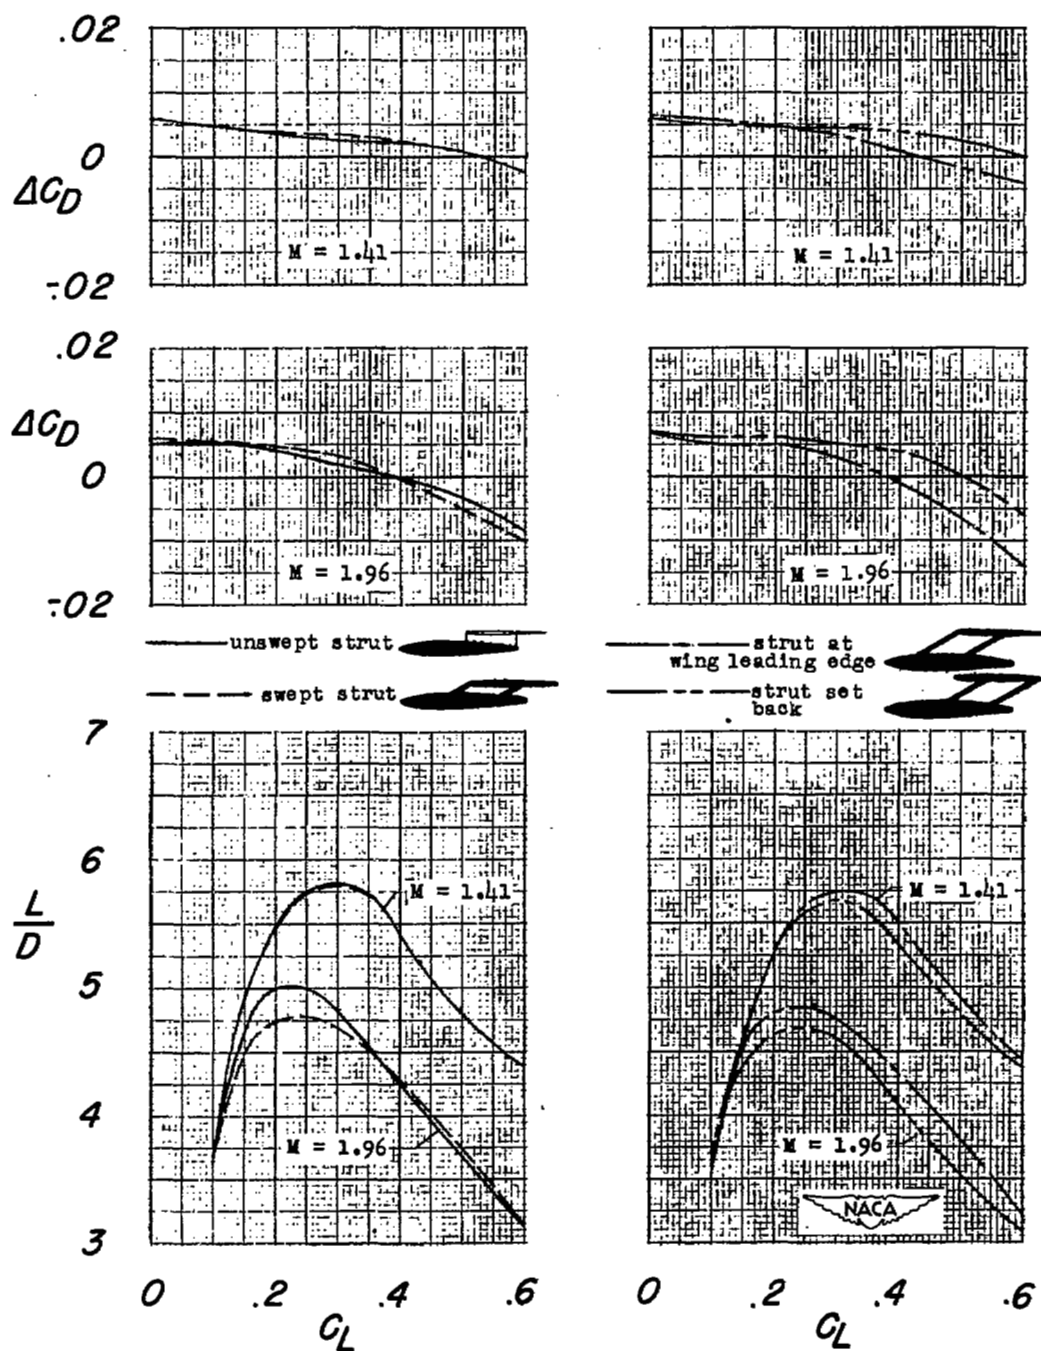 .02
0
ΔC_D
-.02
M = 1.41
M = 1.41
.02
ΔC_D
0
-.02
M = 1.96
M = 1.96
unswept strut
swept strut
strut at
wing leading edge
strut set
back
7
6
L
D
5
4
3
M = 1.41
M = 1.96
M = 1.41
M = 1.96
NACA
0 .2 .4 .6
C_L
0 .2 .4 .6
C_L